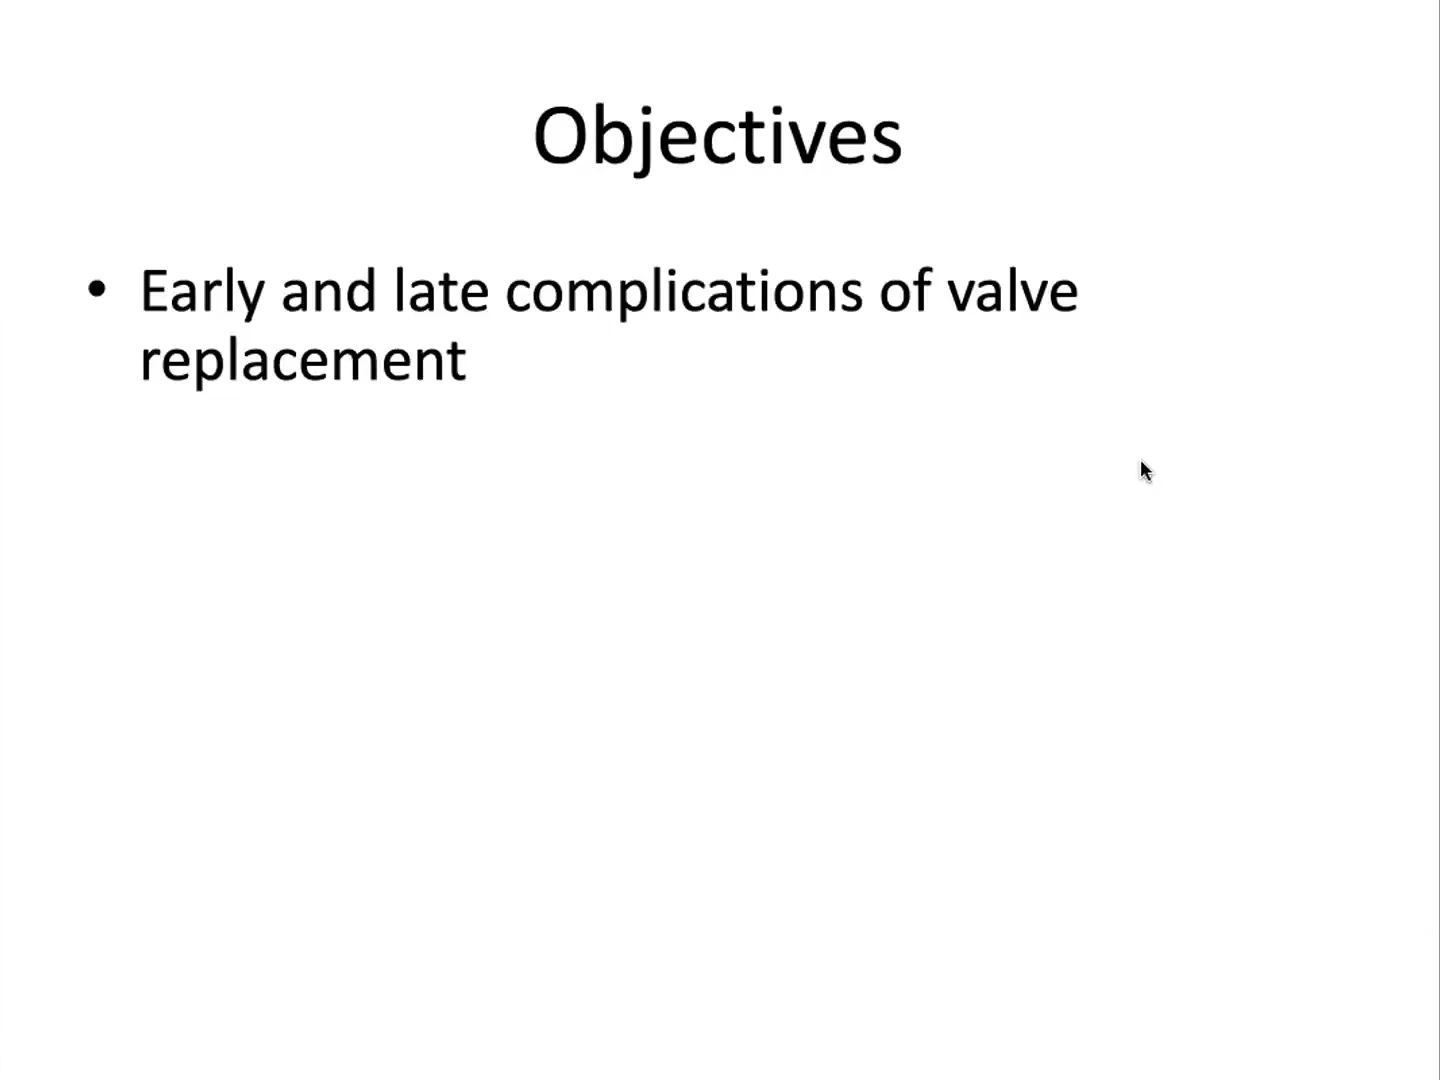 Objectives
• Early and late complications of valve
replacement